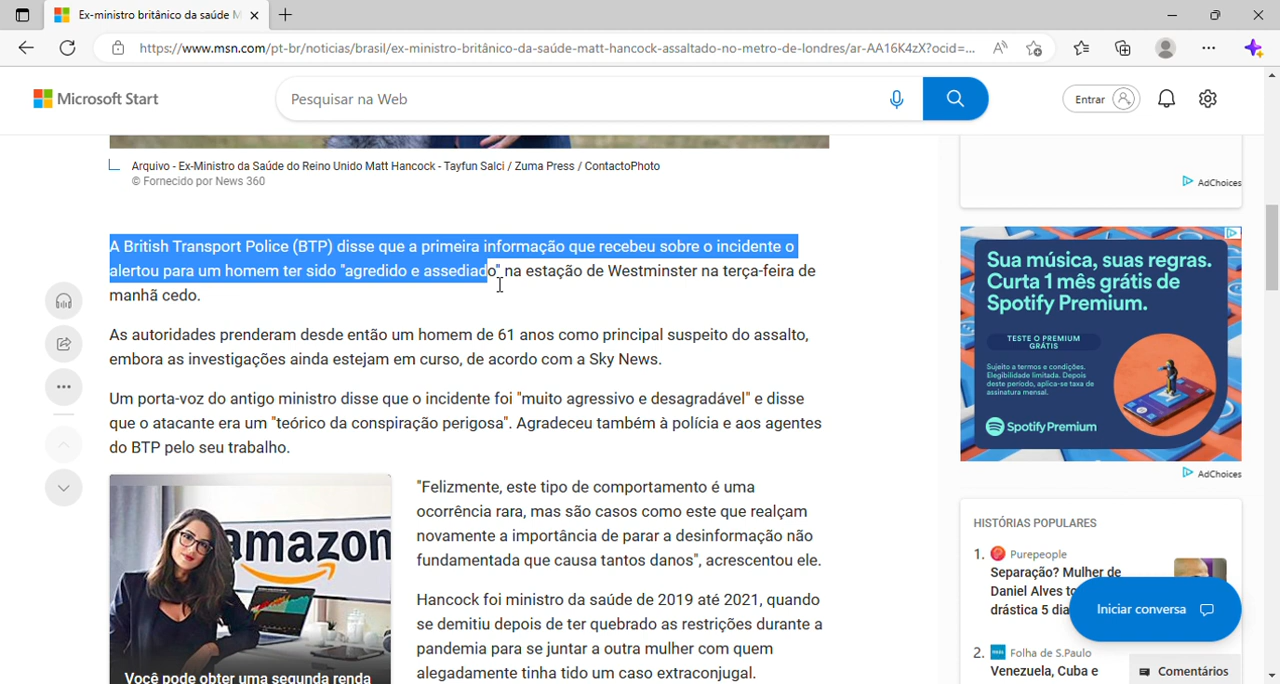 Ex-ministro britânico da saúde M
https://www.msn.com/pt-br/noticias/brasil/ex-ministro-britânico-da-saúde-matt-hancock-assaltado-no-metro-de-londres/ar-AA16K4zX?ocid=...
Microsoft Start
Pesquisar na Web
Entrar
Arquivo - Ex-Ministro da Saúde do Reino Unido Matt Hancock - Tayfun Salci / Zuma Press / ContactoPhoto
© Fornecido por News 360
A British Transport Police (BTP) disse que a primeira informação que recebeu sobre o incidente o
alertou para um homem ter sido "agredido e assediado" na estação de Westminster na terça-feira de
manhã cedo.
As autoridades prenderam desde então um homem de 61 anos como principal suspeito do assalto,
embora as investigações ainda estejam em curso, de acordo com a Sky News.
Um porta-voz do antigo ministro disse que o incidente foi "muito agressivo e desagradável" e disse
que o atacante era um "teórico da conspiração perigosa". Agradeceu também à polícia e aos agentes
do BTP pelo seu trabalho.
amazon
Você pode obter uma segunda renda
"Felizmente, este tipo de comportamento é uma
ocorrência rara, mas são casos como este que realçam
novamente a importância de parar a desinformação não
fundamentada que causa tantos danos", acrescentou ele.
Hancock foi ministro da saúde de 2019 até 2021, quando
se demitiu depois de ter quebrado as restrições durante a
pandemia para se juntar a outra mulher com quem
alegadamente tinha tido um caso extraconjugal.
AdChoices
Sua música, suas regras.
Curta 1 mês grátis de
Spotify Premium.
TESTE O PREMIUM
GRÁTIS
Sujeito a termos e condições.
Elegibilidade limitada. Depois
deste período, aplica-se taxa de
assinatura mensal.
Spotify Premium
AdChoices
HISTÓRIAS POPULARES
1. Purepeople
Separação? Mulher de
Daniel Alves to
drástica 5 dia
Iniciar conversa
2. Folha de S.Paulo
Venezuela, Cuba e
Comentários